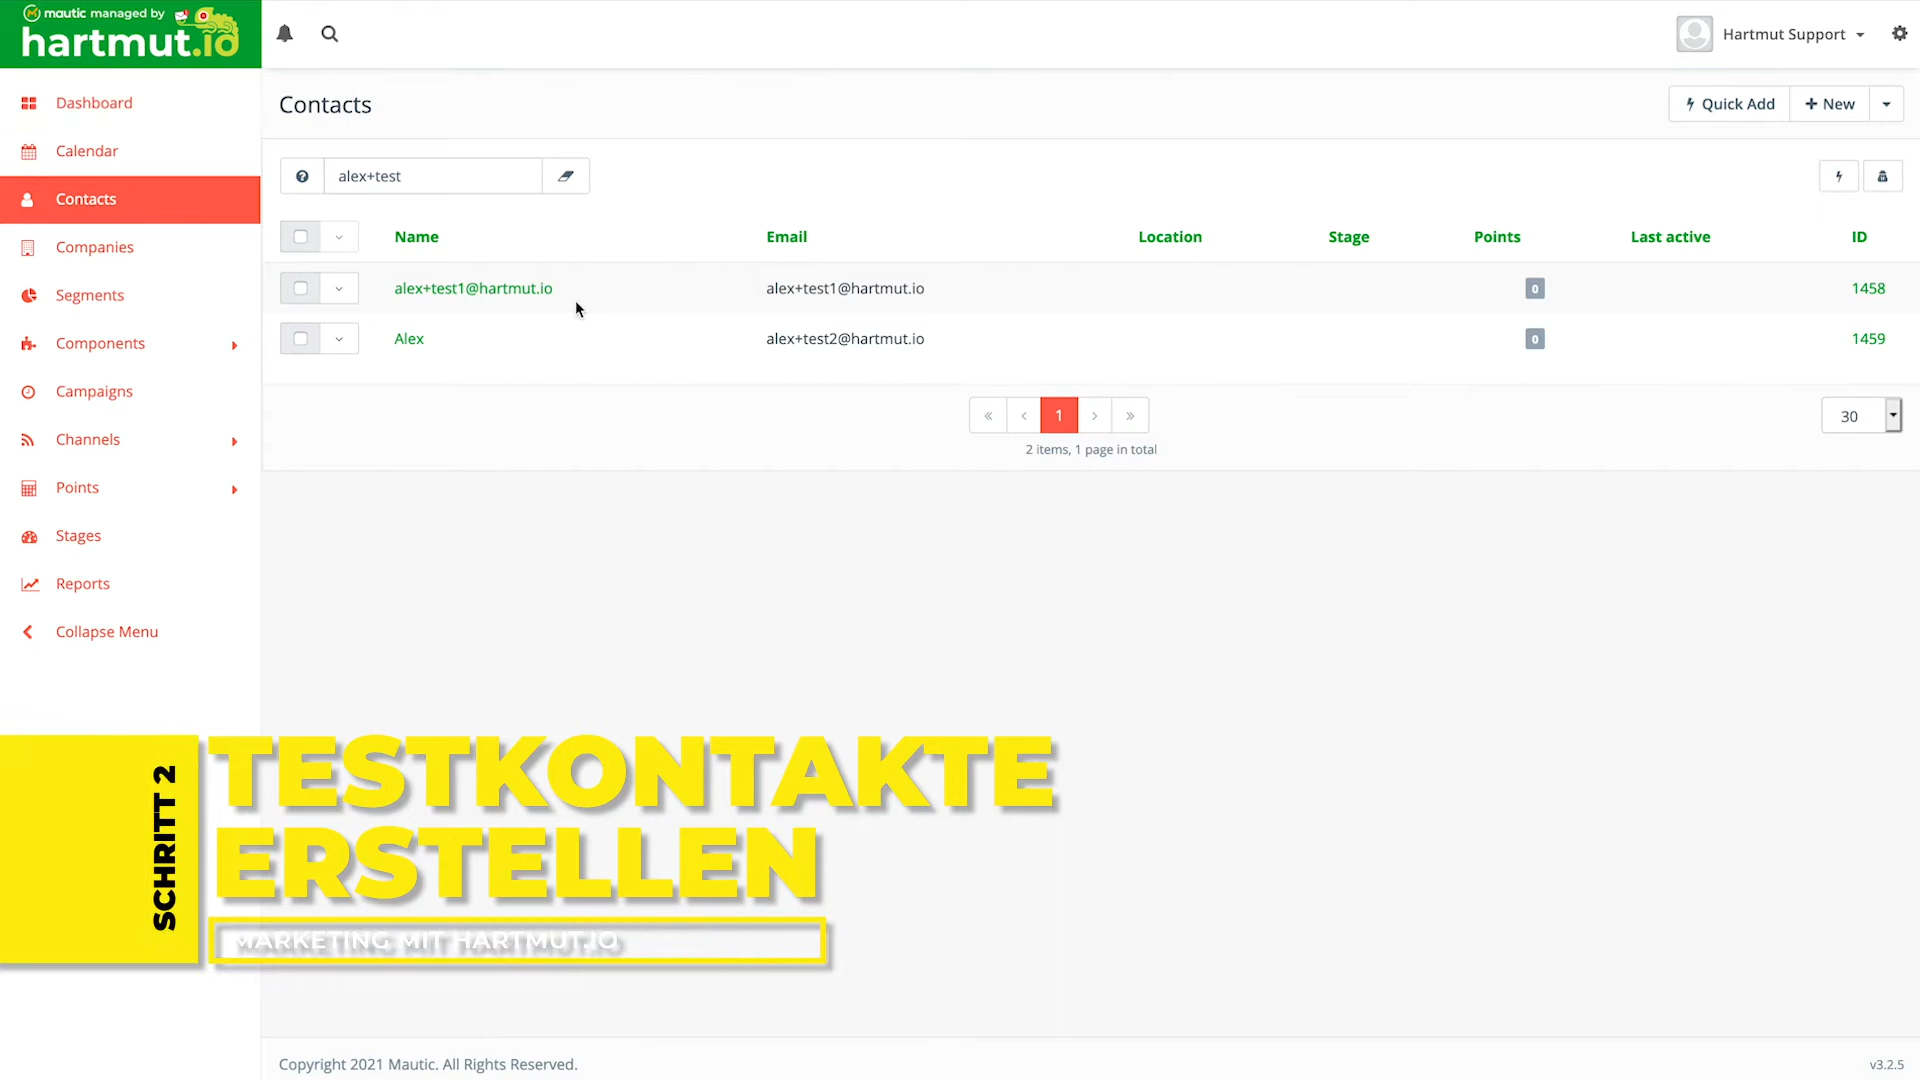 mautic managed by
hartmut.io
Hartmut Support
Dashboard
Calendar
Contacts
Companies
Segments
Components
Campaigns
Channels
Points
Stages
Reports
Collapse Menu
Contacts
Quick Add
New
alex+test
Name Email Location Stage Points Last active ID
alex+test1@hartmut.io alex+test1@hartmut.io 0 1458
Alex alex+test2@hartmut.io 0 1459
« ‹ 1 › »
2 items, 1 page in total
30
SCHRITT 2
TESTKONTAKTE
ERSTELLEN
MARKETING MIT HARTMUT.IO
Copyright 2021 Mautic. All Rights Reserved.
v3.2.5